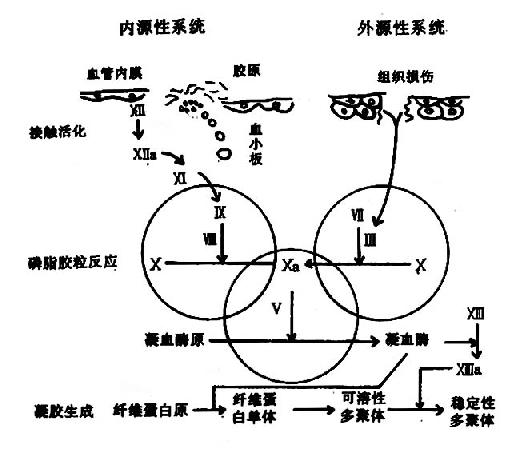 内源性系统 外源性系统
血管内膜 胶原 组织损伤
XII
接触活化 血小板
XIIa
XI
IX VII
VIII III
磷脂胶粒反应 X Xa X
V
凝血酶原 凝血酶 XIII
XIIIa
凝胶生成 纤维蛋白原 纤维蛋白单体 可溶性多聚体 稳定性多聚体